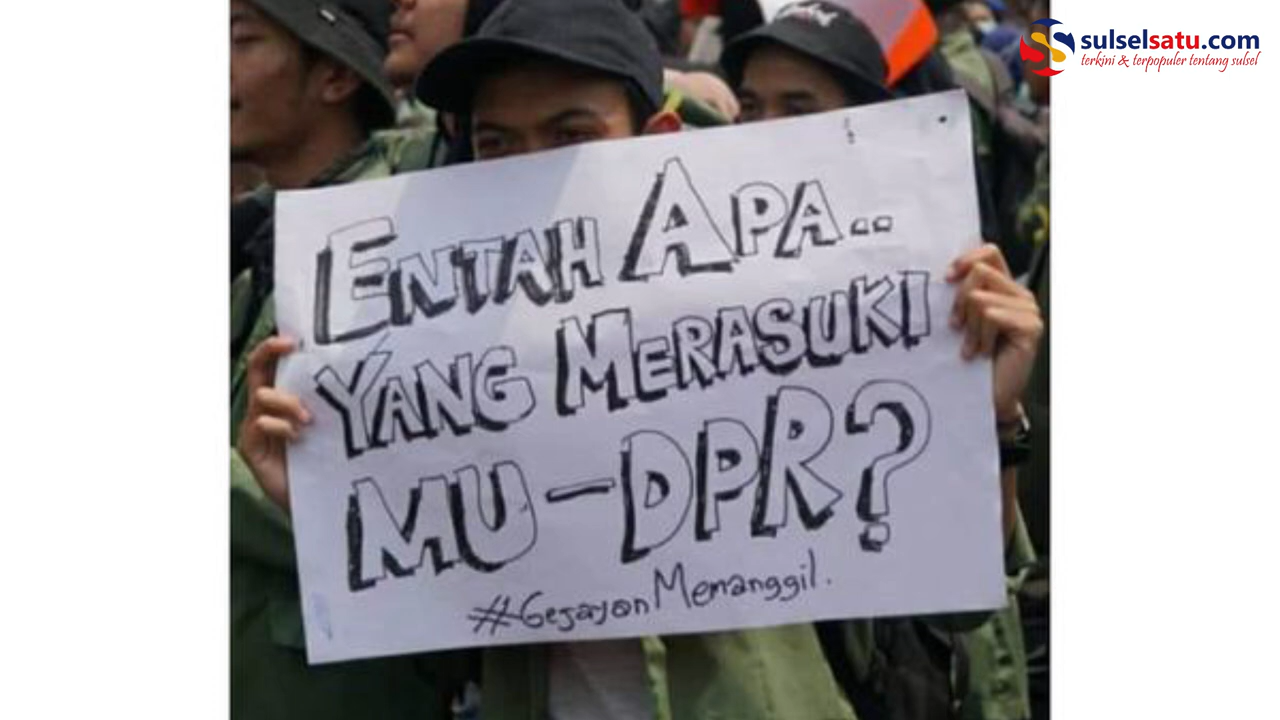 sulselsatu.com
terkini & terpopuler tentang sulsel
ENTAH APA..
YANG MERASUKI
MU-DPR?
#GejayanMemanggil.